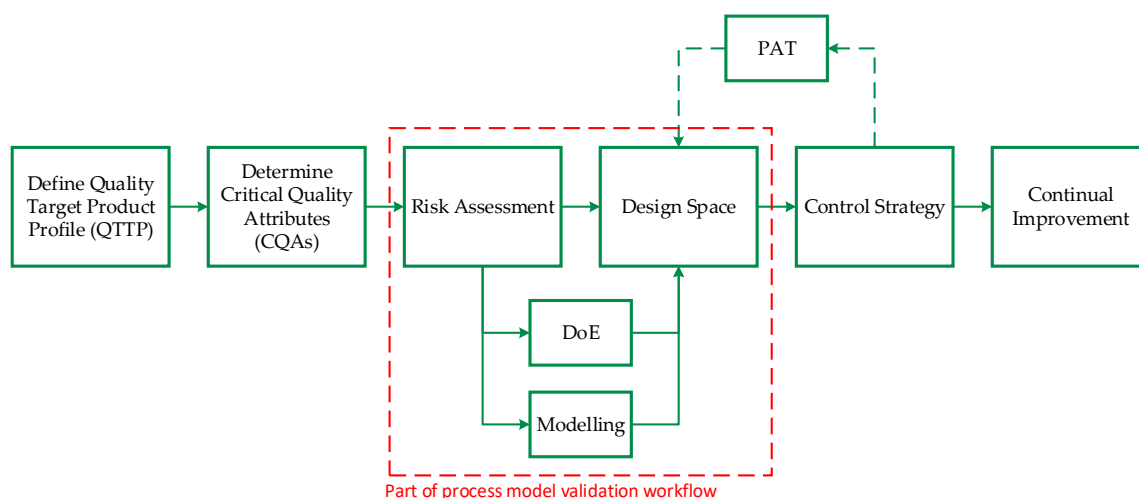 PAT
Define Quality
Target Product
Profile (QTTP)
Determine
Critical Quality
Attributes
(CQAs)
Risk Assessment
Design Space
Control Strategy
Continual
Improvement
DoE
Modelling
Part of process model validation workflow